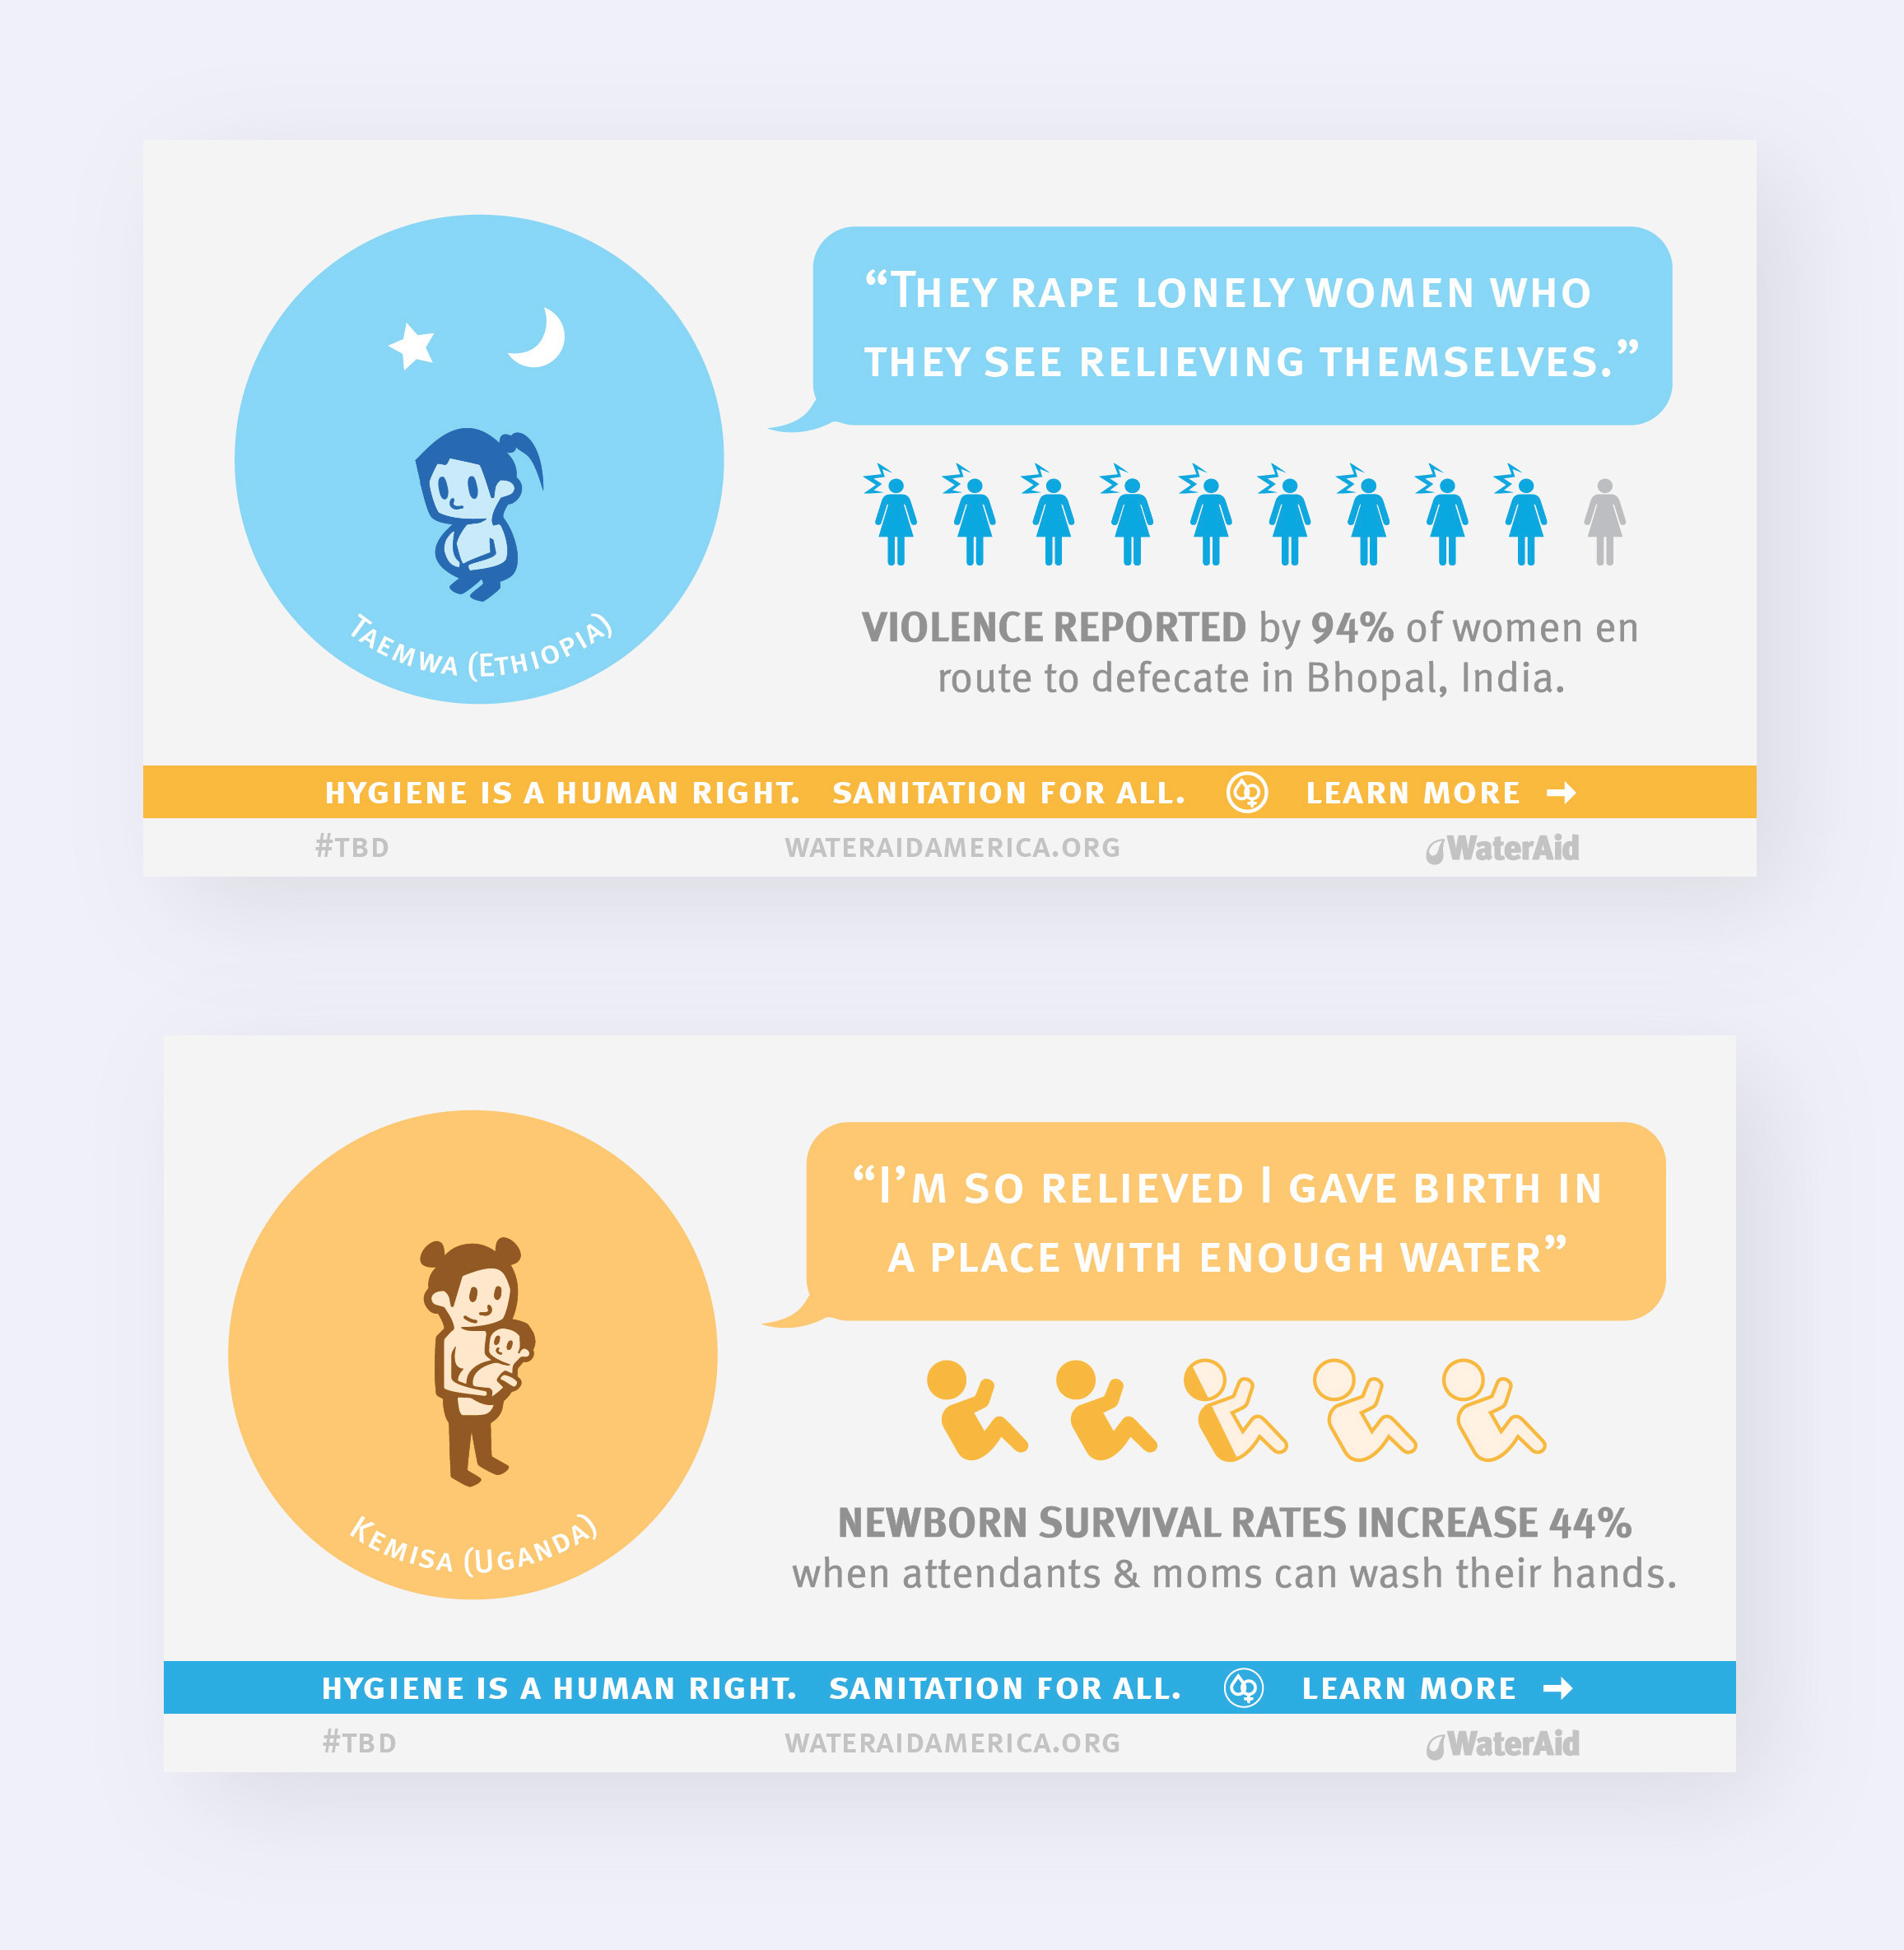 “They rape lonely women who
they see relieving themselves.”
Taemwa (Ethiopia)
VIOLENCE REPORTED by 94% of women en
route to defecate in Bhopal, India.
HYGIENE IS A HUMAN RIGHT. SANITATION FOR ALL. LEARN MORE →
#TBD WATERAIDAMERICA.ORG WaterAid
“I’m so relieved I gave birth in
a place with enough water”
Kemisa (Uganda)
NEWBORN SURVIVAL RATES INCREASE 44%
when attendants & moms can wash their hands.
HYGIENE IS A HUMAN RIGHT. SANITATION FOR ALL. LEARN MORE →
#TBD WATERAIDAMERICA.ORG WaterAid